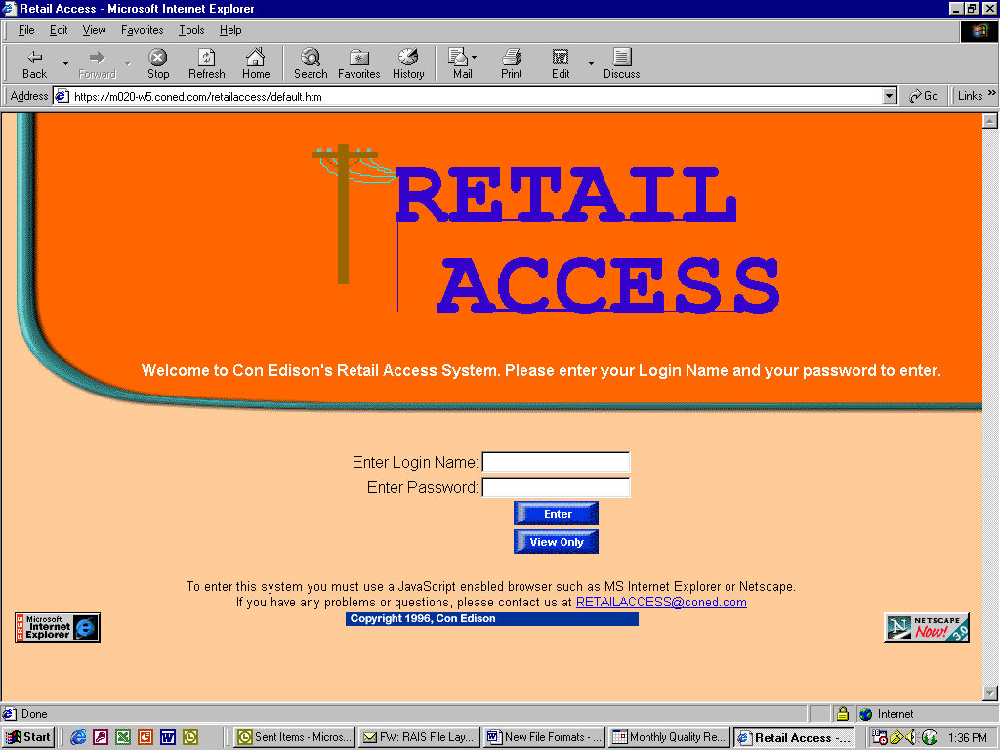 Retail Access - Microsoft Internet Explorer
File Edit View Favorites Tools Help
Back Forward Stop Refresh Home Search Favorites History Mail Print Edit Discuss
Address https://m020-w5.coned.com/retailaccess/default.htm Go Links »
RETAIL
ACCESS
Welcome to Con Edison's Retail Access System. Please enter your Login Name and your password to enter.
Enter Login Name:
Enter Password:
Enter
View Only
To enter this system you must use a JavaScript enabled browser such as MS Internet Explorer or Netscape.
If you have any problems or questions, please contact us at RETAILACCESS@coned.com
Copyright 1996, Con Edison
FREE Microsoft Internet Explorer
N NETSCAPE Now! 3.0
Done Internet
Start Sent Items - Micros... FW: RAIS File Lay... New File Formats - ... Monthly Quality Re... Retail Access -... 1:36 PM